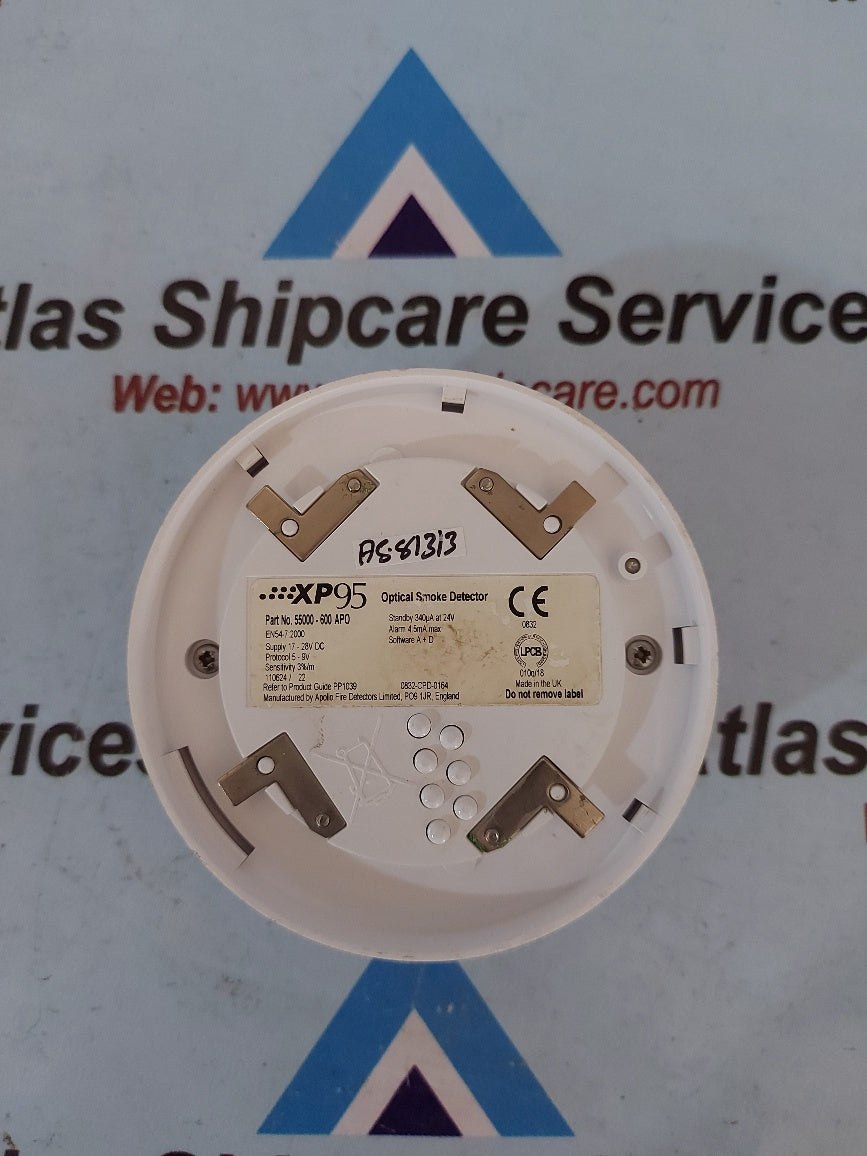 tlas Shipcare Service
Web: www. care.com
AS-81313
XP95 Optical Smoke Detector CE
Part No. 55000 - 600 APO
Standby 340µA at 24V
0832
EN54-7 2000
Alarm 4.5mA max
Supply 17 - 28V DC
Software A + D
Protocol 5 - 9V
LPCB
Sensitivity 3%/m
010q/18
110624 / 22
Made in the UK
Refer to Product Guide PP1039
0832-CPD-0164
Do not remove label
Manufactured by Apollo Fire Detectors Limited, PO9 1JR, England
vices
tlas